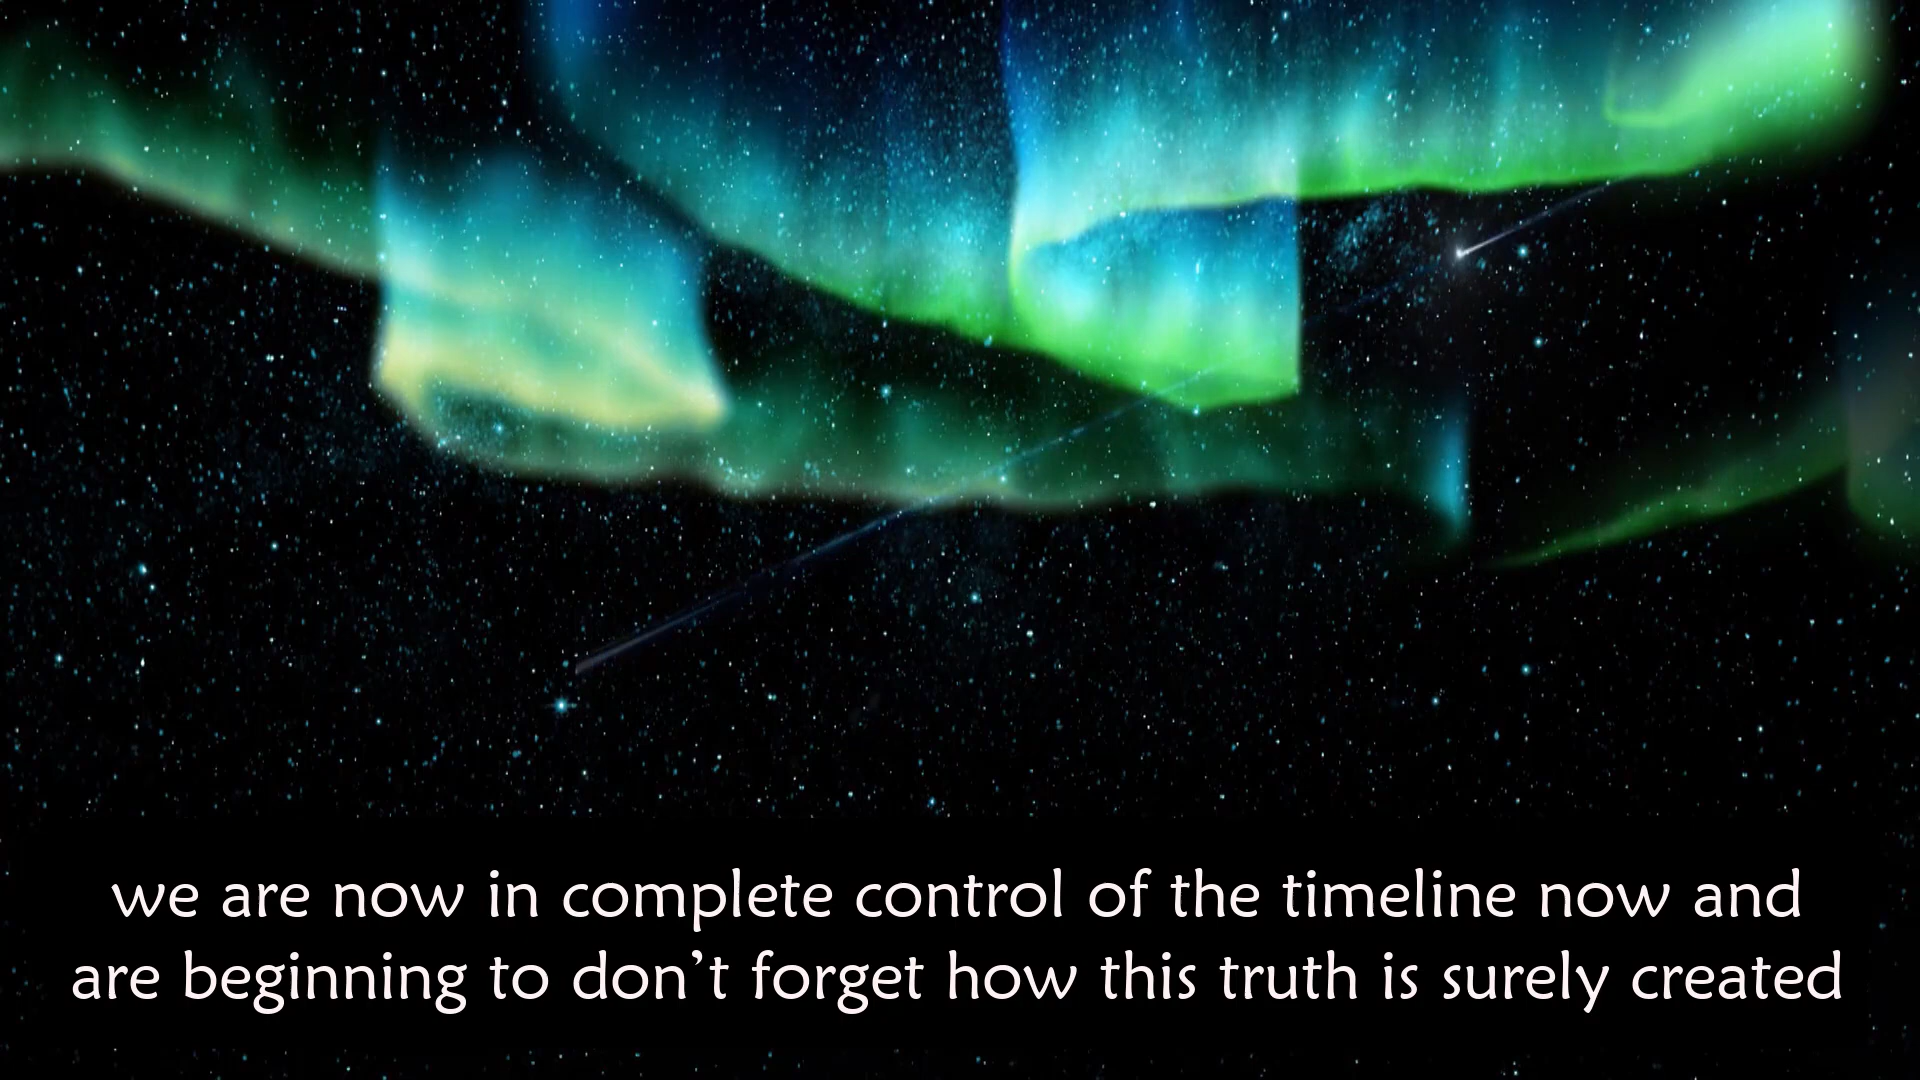 we are now in complete control of the timeline now and
are beginning to don’t forget how this truth is surely created